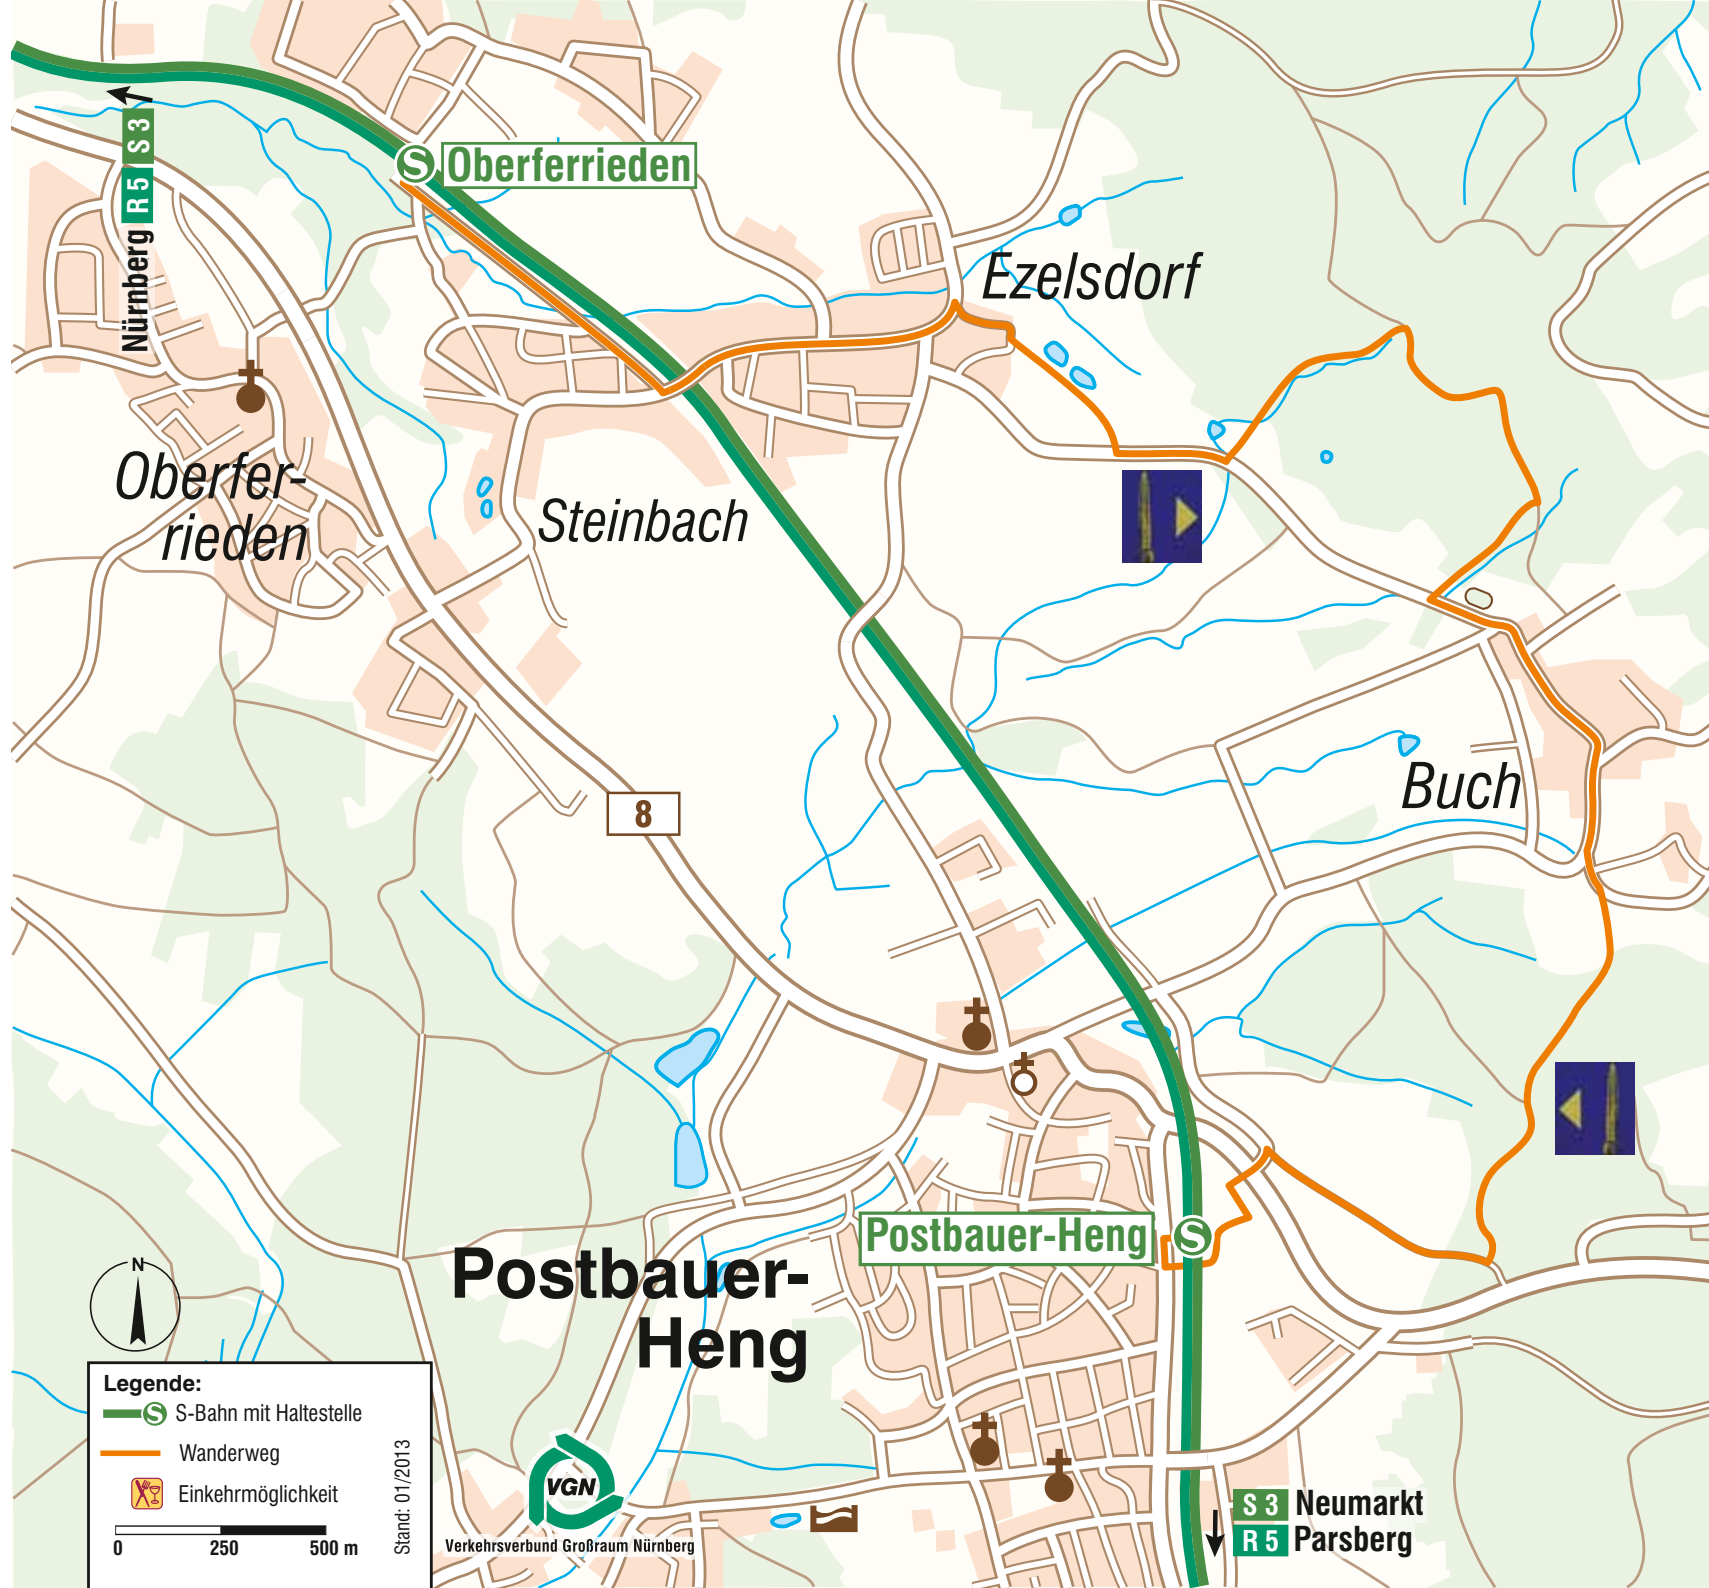 S
Oberferrieden
Nürnberg R 5 S 3
Ezelsdorf
Oberfer-
rieden
Steinbach
8
Buch
Postbauer-Heng
S
Postbauer-
Heng
N
Legende:
S S-Bahn mit Haltestelle
Wanderweg
Einkehrmöglichkeit
0 250 500 m
Stand: 01/2013
VGN
Verkehrsverbund Großraum Nürnberg
S 3 Neumarkt
R 5 Parsberg